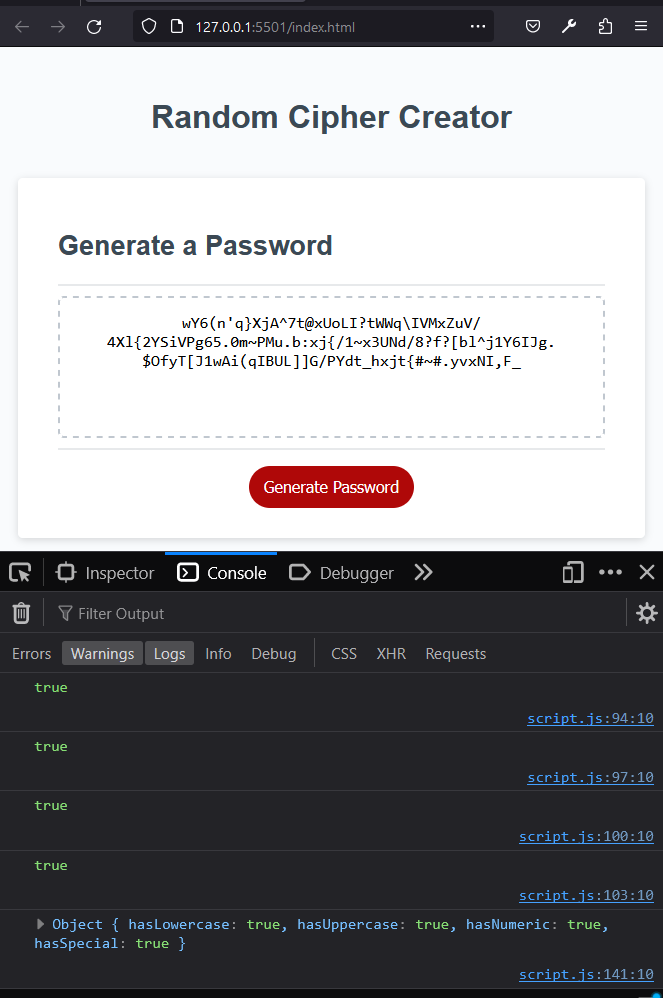 127.0.0.1:5501/index.html
Random Cipher Creator
Generate a Password
wY6(n'q}XjA^7t@xUoLI?tWWq\IVMxZuV/
4Xl{2YSiVPg65.0m~PMu.b:xj{/1~x3UNd/8?f?[bl^j1Y6IJg.
$OfyT[J1wAi(qIBUL]]G/PYdt_hxjt{#~#.yvxNI,F_
Generate Password
Inspector Console Debugger
Filter Output
Errors Warnings Logs Info Debug CSS XHR Requests
true
script.js:94:10
true
script.js:97:10
true
script.js:100:10
true
script.js:103:10
Object { hasLowercase: true, hasUppercase: true, hasNumeric: true,
hasSpecial: true }
script.js:141:10